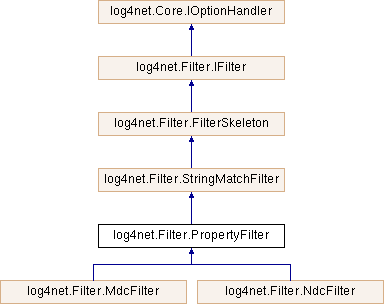 log4net.Core.IOptionHandler
log4net.Filter.IFilter
log4net.Filter.FilterSkeleton
log4net.Filter.StringMatchFilter
log4net.Filter.PropertyFilter
log4net.Filter.MdcFilter
log4net.Filter.NdcFilter